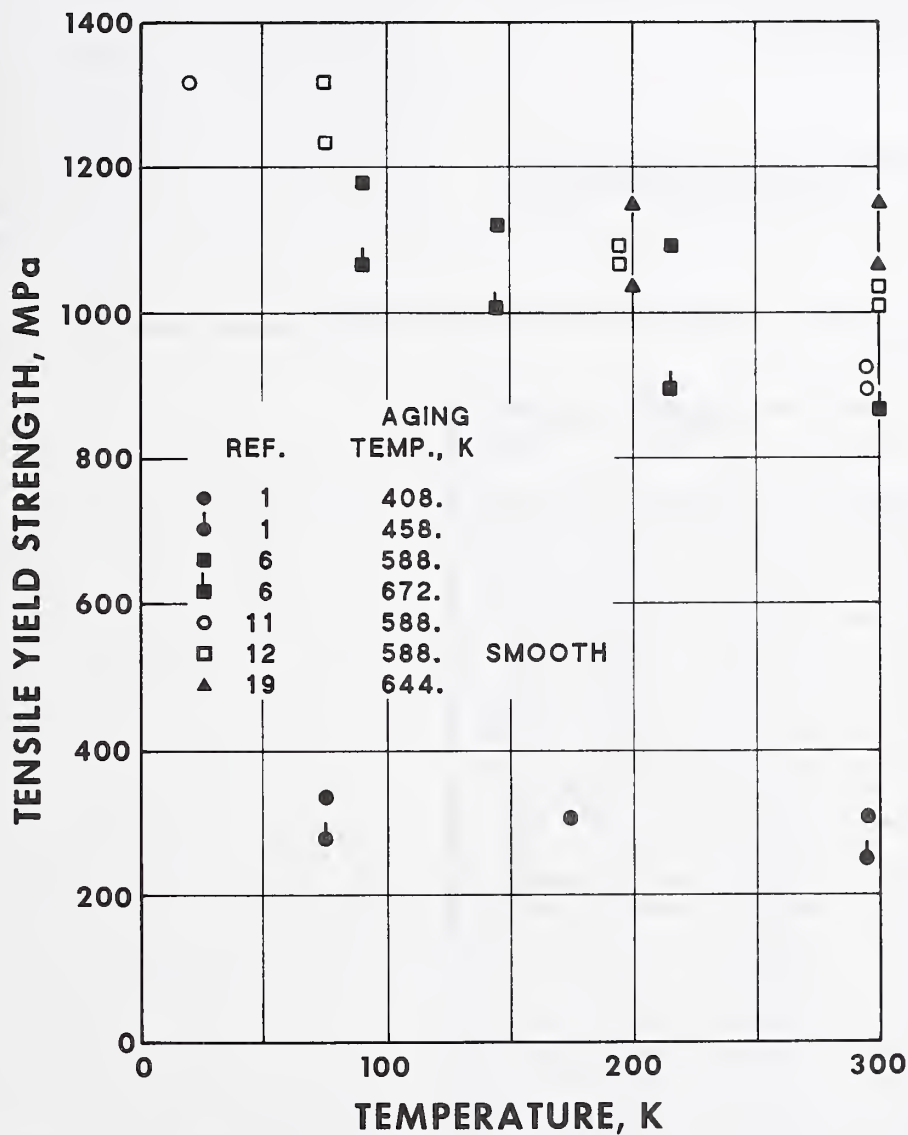 1400
1200
1000
800
600
400
200
0
TENSILE YIELD STRENGTH, MPa
AGING
REF. TEMP., K
1 408.
1 458.
6 588.
6 672.
11 588.
12 588. SMOOTH
19 644.
0 100 200 300
TEMPERATURE, K